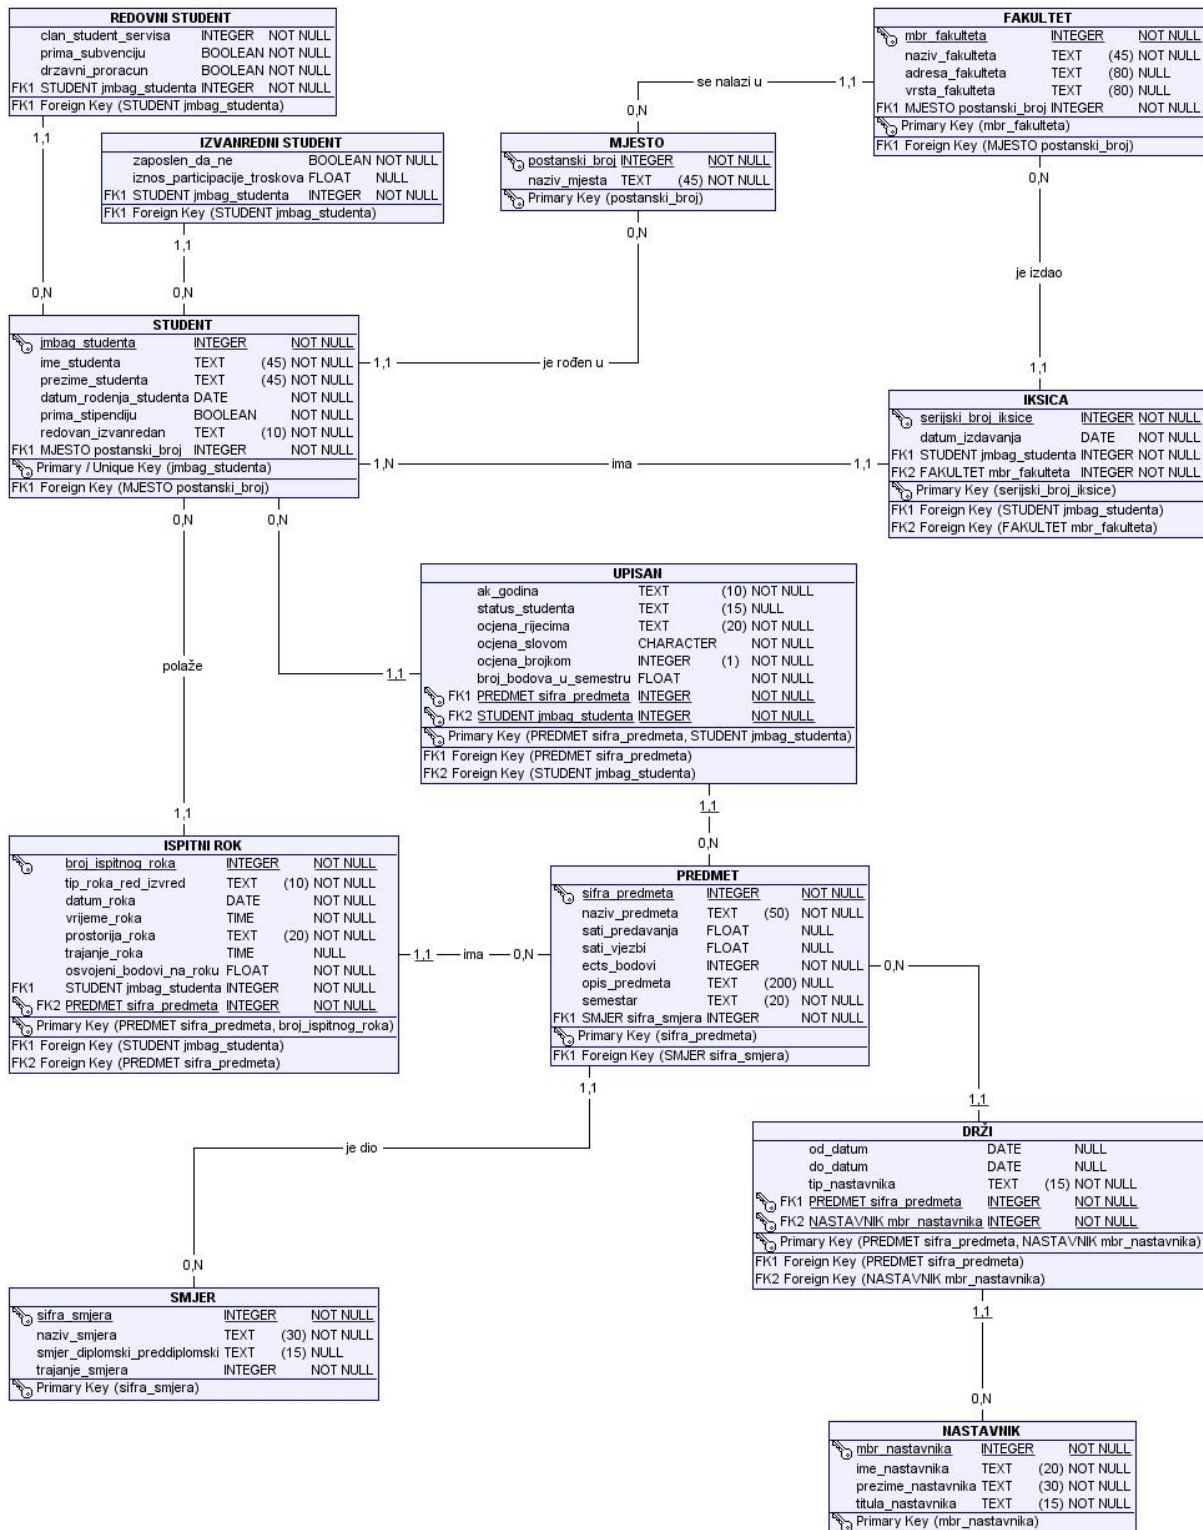 REDOVNI STUDENT
clan_student_servisa INTEGER NOT NULL
prima_subvenciju BOOLEAN NOT NULL
drzavni_proracun BOOLEAN NOT NULL
FK1 STUDENT jmbag_studenta INTEGER NOT NULL
FK1 Foreign Key (STUDENT jmbag_studenta)
1,1
0,N
IZVANREDNI STUDENT
zaposlen_da_ne BOOLEAN NOT NULL
iznos_participacije_troskova FLOAT NULL
FK1 STUDENT jmbag_studenta INTEGER NOT NULL
FK1 Foreign Key (STUDENT jmbag_studenta)
1,1
0,N
FAKULTET
mbr_fakulteta INTEGER NOT NULL
naziv_fakulteta TEXT (45) NOT NULL
adresa_fakulteta TEXT (80) NULL
vrsta_fakulteta TEXT (80) NULL
FK1 MJESTO postanski_broj INTEGER NOT NULL
Primary Key (mbr_fakulteta)
FK1 Foreign Key (MJESTO postanski_broj)
se nalazi u
1,1
0,N
MJESTO
postanski_broj INTEGER NOT NULL
naziv_mjesta TEXT (45) NOT NULL
Primary Key (postanski_broj)
0,N
0,N
je izdao
1,1
STUDENT
jmbag_studenta INTEGER NOT NULL
ime_studenta TEXT (45) NOT NULL
prezime_studenta TEXT (45) NOT NULL
datum_rodenja_studenta DATE NOT NULL
prima_stipendiju BOOLEAN NOT NULL
redovan_izvanredan TEXT (10) NOT NULL
FK1 MJESTO postanski_broj INTEGER NOT NULL
Primary / Unique Key (jmbag_studenta)
FK1 Foreign Key (MJESTO postanski_broj)
1,1
je rođen u
1,N
ima
1,1
IKSICA
serijski_broj_iksice INTEGER NOT NULL
datum_izdavanja DATE NOT NULL
FK1 STUDENT jmbag_studenta INTEGER NOT NULL
FK2 FAKULTET mbr_fakulteta INTEGER NOT NULL
Primary Key (serijski_broj_iksice)
FK1 Foreign Key (STUDENT jmbag_studenta)
FK2 Foreign Key (FAKULTET mbr_fakulteta)
0,N
0,N
UPISAN
ak_godina TEXT (10) NOT NULL
status_studenta TEXT (15) NULL
ocjena_rijecima TEXT (20) NOT NULL
ocjena_slovom CHARACTER NOT NULL
ocjena_brojkom INTEGER (1) NOT NULL
broj_bodova_u_semestru FLOAT NOT NULL
FK1 PREDMET sifra_predmeta INTEGER NOT NULL
FK2 STUDENT jmbag_studenta INTEGER NOT NULL
Primary Key (PREDMET sifra_predmeta, STUDENT jmbag_studenta)
FK1 Foreign Key (PREDMET sifra_predmeta)
FK2 Foreign Key (STUDENT jmbag_studenta)
polaže
1,1
1,1
1,1
0,N
ISPITNI ROK
broj_ispitnog_roka INTEGER NOT NULL
tip_roka_red_izvred TEXT (10) NOT NULL
datum_roka DATE NOT NULL
vrijeme_roka TIME NOT NULL
prostorija_roka TEXT (20) NOT NULL
trajanje_roka TIME NULL
osvojeni_bodovi_na_roku FLOAT NOT NULL
FK1 STUDENT jmbag_studenta INTEGER NOT NULL
FK2 PREDMET sifra_predmeta INTEGER NOT NULL
Primary Key (PREDMET sifra_predmeta, broj_ispitnog_roka)
FK1 Foreign Key (STUDENT jmbag_studenta)
FK2 Foreign Key (PREDMET sifra_predmeta)
1,1
ima
0,N
PREDMET
sifra_predmeta INTEGER NOT NULL
naziv_predmeta TEXT (50) NOT NULL
sati_predavanja FLOAT NULL
sati_vjezbi FLOAT NULL
ects_bodovi INTEGER NOT NULL
opis_predmeta TEXT (200) NULL
semestar TEXT (20) NOT NULL
FK1 SMJER sifra_smjera INTEGER NOT NULL
Primary Key (sifra_predmeta)
FK1 Foreign Key (SMJER sifra_smjera)
0,N
1,1
1,1
je dio
0,N
DRŽI
od_datum DATE NULL
do_datum DATE NULL
tip_nastavnika TEXT (15) NOT NULL
FK1 PREDMET sifra_predmeta INTEGER NOT NULL
FK2 NASTAVNIK mbr_nastavnika INTEGER NOT NULL
Primary Key (PREDMET sifra_predmeta, NASTAVNIK mbr_nastavnika)
FK1 Foreign Key (PREDMET sifra_predmeta)
FK2 Foreign Key (NASTAVNIK mbr_nastavnika)
1,1
0,N
SMJER
sifra_smjera INTEGER NOT NULL
naziv_smjera TEXT (30) NOT NULL
smjer_diplomski_preddiplomski TEXT (15) NULL
trajanje_smjera INTEGER NOT NULL
Primary Key (sifra_smjera)
NASTAVNIK
mbr_nastavnika INTEGER NOT NULL
ime_nastavnika TEXT (20) NOT NULL
prezime_nastavnika TEXT (30) NOT NULL
titula_nastavnika TEXT (15) NOT NULL
Primary Key (mbr_nastavnika)